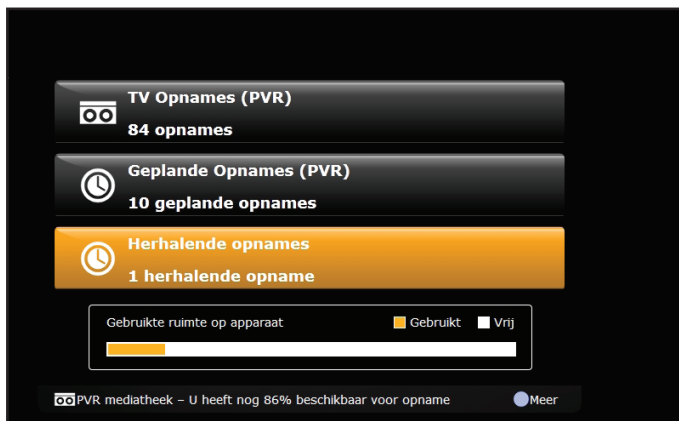 TV Opnames (PVR)
84 opnames
Geplande Opnames (PVR)
10 geplande opnames
Herhalende opnames
1 herhalende opname
Gebruikte ruimte op apparaat Gebruikt Vrij
PVR mediatheek – U heeft nog 86% beschikbaar voor opname Meer